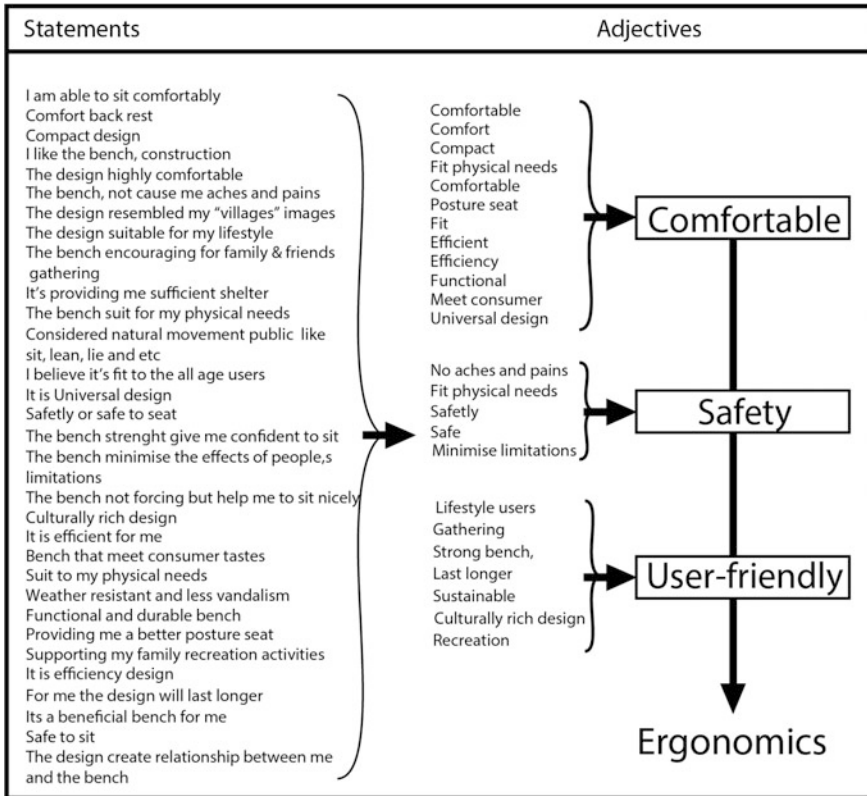 Statements
Adjectives
I am able to sit comfortably
Comfort back rest
Compact design
I like the bench, construction
The design highly comfortable
The bench, not cause me aches and pains
The design resembled my “villages” images
The design suitable for my lifestyle
The bench encouraging for family & friends
gathering
It's providing me sufficient shelter
The bench suit for my physical needs
Considered natural movement public like
sit, lean, lie and etc
I believe it's fit to the all age users
It is Universal design
Safetly or safe to seat
The bench strenght give me confident to sit
The bench minimise the effects of people,s
limitations
The bench not forcing but help me to sit nicely
Culturally rich design
It is efficient for me
Bench that meet consumer tastes
Suit to my physical needs
Weather resistant and less vandalism
Functional and durable bench
Providing me a better posture seat
Supporting my family recreation activities
It is efficiency design
For me the design will last longer
Its a beneficial bench for me
Safe to sit
The design create relationship between me
and the bench
Comfortable
Comfort
Compact
Fit physical needs
Comfortable
Posture seat
Fit
Efficient
Efficiency
Functional
Meet consumer
Universal design
Comfortable
No aches and pains
Fit physical needs
Safetly
Safe
Minimise limitations
Safety
Lifestyle users
Gathering
Strong bench,
Last longer
Sustainable
Culturally rich design
Recreation
User-friendly
Ergonomics